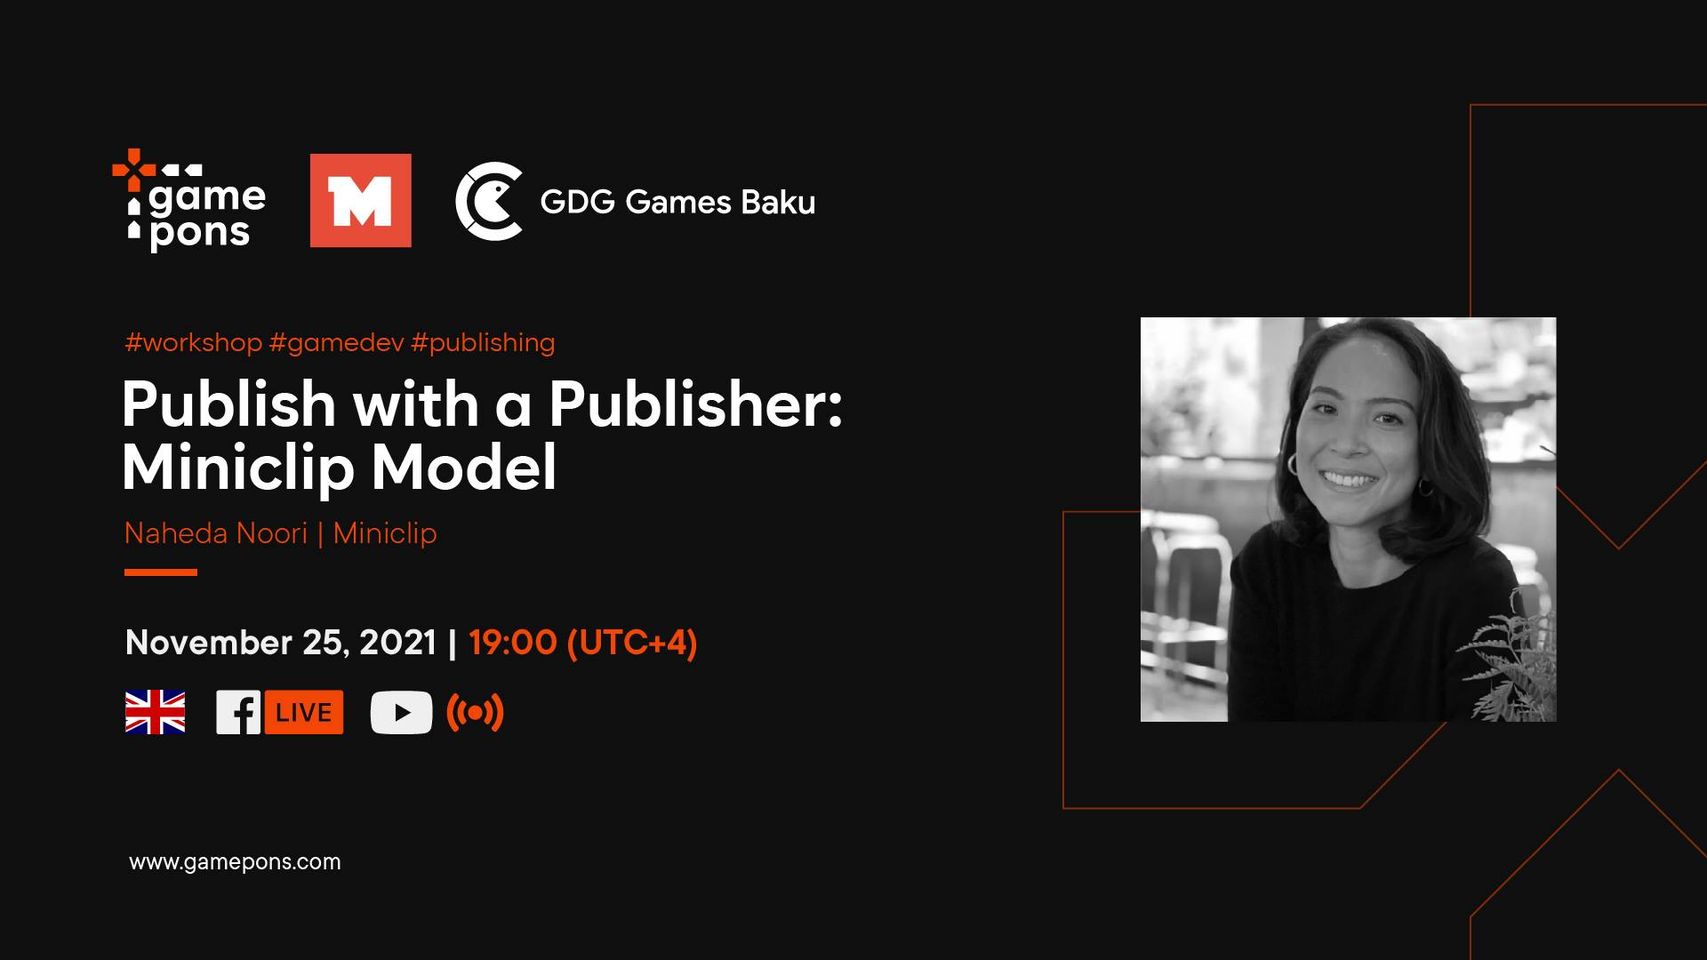 game
pons
M
GDG Games Baku
#workshop #gamedev #publishing
Publish with a Publisher:
Miniclip Model
Naheda Noori | Miniclip
November 25, 2021 | 19:00 (UTC+4)
f LIVE
www.gamepons.com